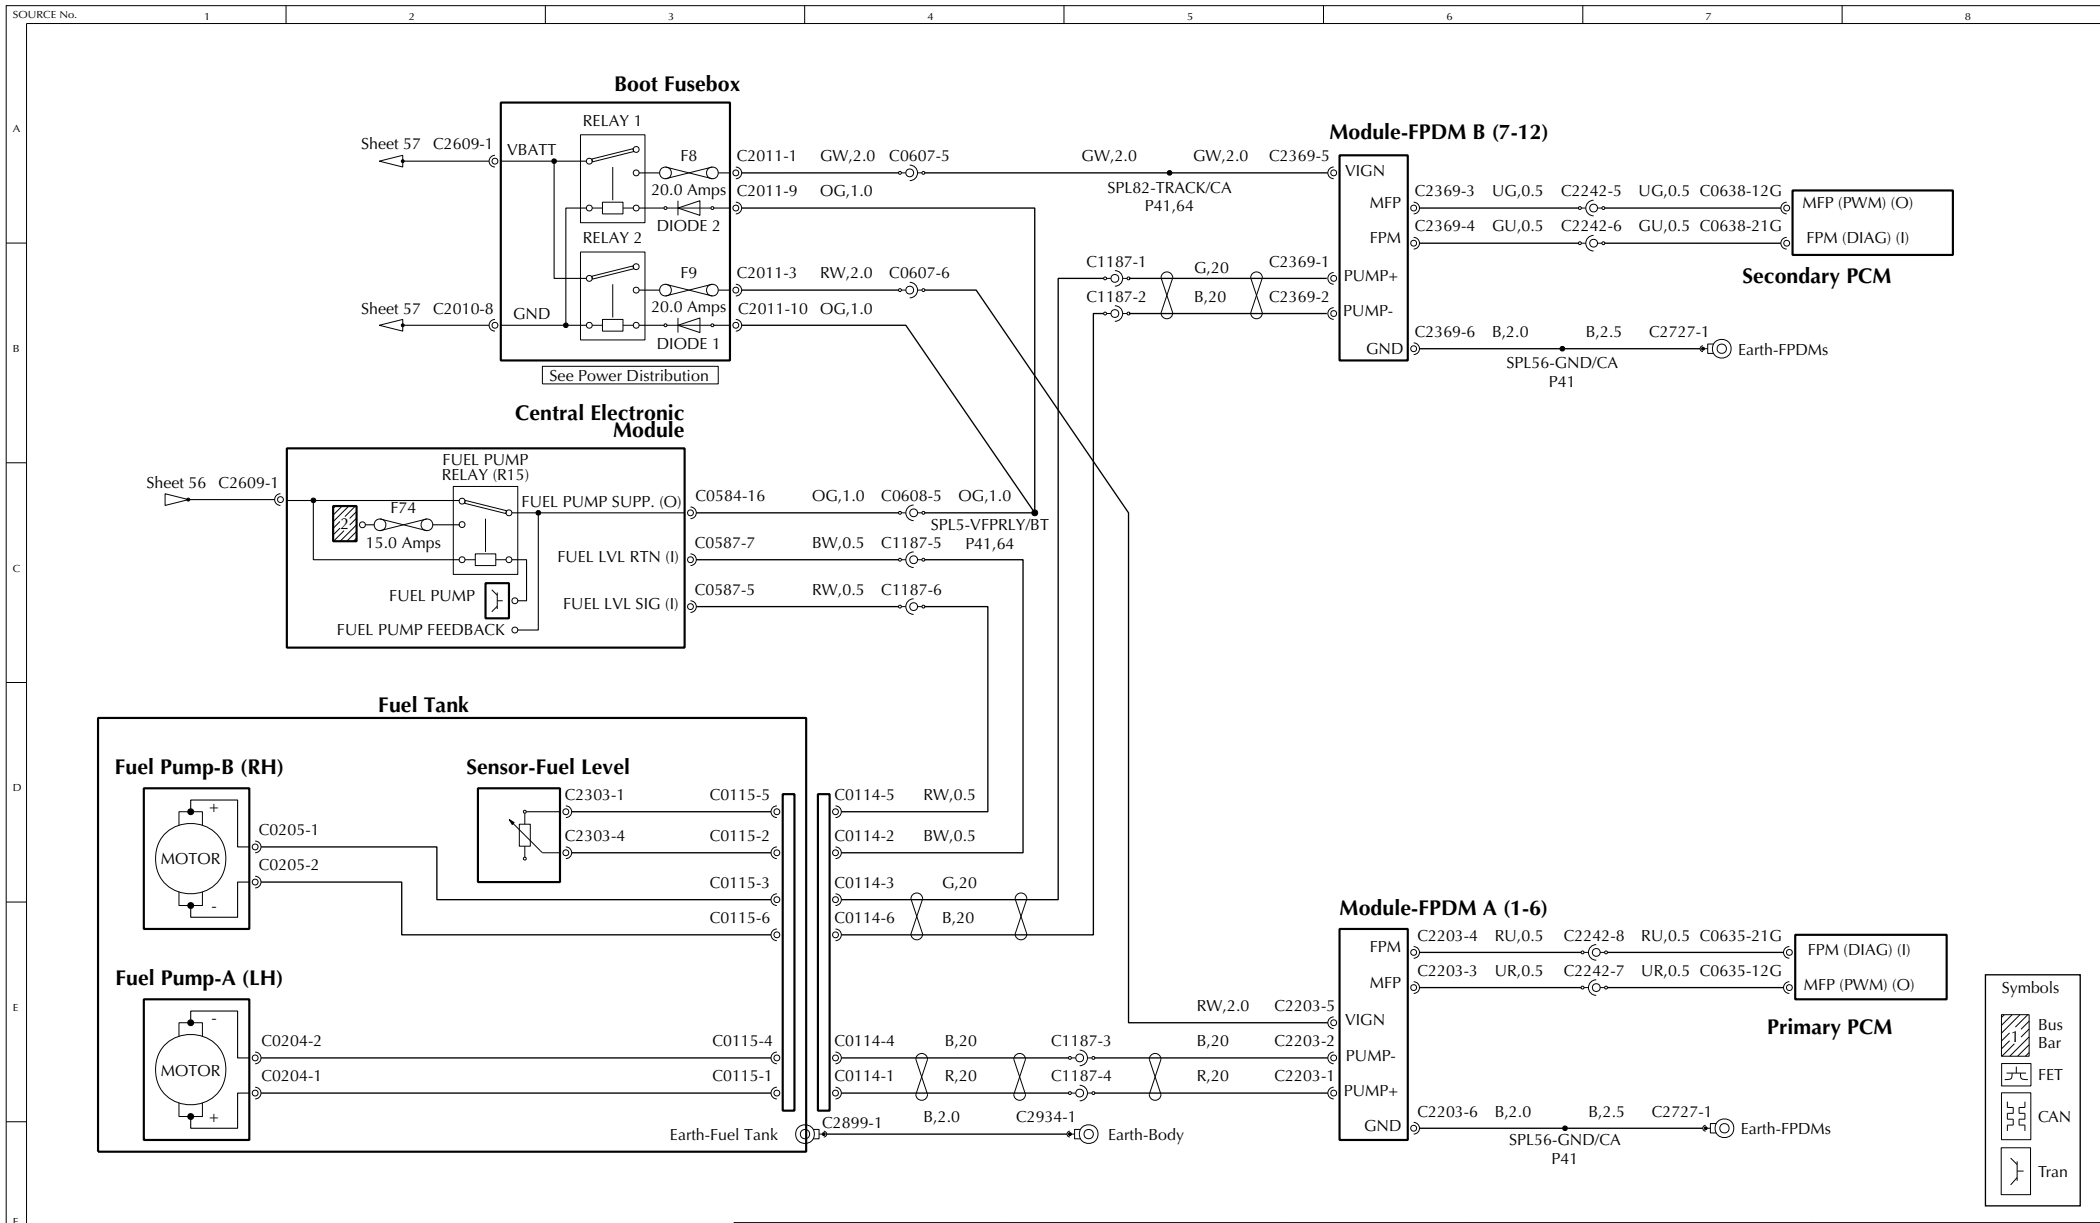 SOURCE No. 1 2 3 4 5 6 7 8
A
B
C
D
E
F
Boot Fusebox
RELAY 1
Sheet 57 C2609-1 VBATT
F8
20.0 Amps
C2011-1 GW,2.0 C0607-5 GW,2.0 GW,2.0 C2369-5
SPL82-TRACK/CA
P41,64
C2011-9 OG,1.0
DIODE 2
RELAY 2
F9
20.0 Amps
C2011-3 RW,2.0 C0607-6
Sheet 57 C2010-8 GND
C2011-10 OG,1.0
DIODE 1
See Power Distribution
Module-FPDM B (7-12)
VIGN
MFP
FPM
PUMP+
PUMP-
GND
C2369-3 UG,0.5 C2242-5 UG,0.5 C0638-12G
MFP (PWM) (O)
C2369-4 GU,0.5 C2242-6 GU,0.5 C0638-21G
FPM (DIAG) (I)
Secondary PCM
C1187-1 G,20 C2369-1
C1187-2 B,20 C2369-2
C2369-6 B,2.0 B,2.5 C2727-1 Earth-FPDMs
SPL56-GND/CA
P41
Central Electronic
Module
Sheet 56 C2609-1
FUEL PUMP
RELAY (R15)
2
F74
15.0 Amps
FUEL PUMP SUPP. (O)
C0584-16 OG,1.0 C0608-5 OG,1.0
SPL5-VFPRLY/BT
P41,64
FUEL LVL RTN (I)
C0587-7 BW,0.5 C1187-5
FUEL PUMP
FUEL LVL SIG (I)
C0587-5 RW,0.5 C1187-6
FUEL PUMP FEEDBACK
Fuel Tank
Fuel Pump-B (RH)
+
MOTOR
-
C0205-1
C0205-2
Sensor-Fuel Level
C2303-1 C0115-5 C0114-5 RW,0.5
C2303-4 C0115-2 C0114-2 BW,0.5
C0115-3 C0114-3 G,20
C0115-6 C0114-6 B,20
Fuel Pump-A (LH)
-
MOTOR
+
C0204-2 C0115-4 C0114-4 B,20 C1187-3 B,20 C2203-2
C0204-1 C0115-1 C0114-1 R,20 C1187-4 R,20 C2203-1
RW,2.0 C2203-5
Earth-Fuel Tank C2899-1 B,2.0 C2934-1 Earth-Body
Module-FPDM A (1-6)
FPM
MFP
VIGN
PUMP-
PUMP+
GND
C2203-4 RU,0.5 C2242-8 RU,0.5 C0635-21G
FPM (DIAG) (I)
C2203-3 UR,0.5 C2242-7 UR,0.5 C0635-12G
MFP (PWM) (O)
Primary PCM
C2203-6 B,2.0 B,2.5 C2727-1 Earth-FPDMs
SPL56-GND/CA
P41
Symbols
1 Bus
Bar
FET
CAN
Tran